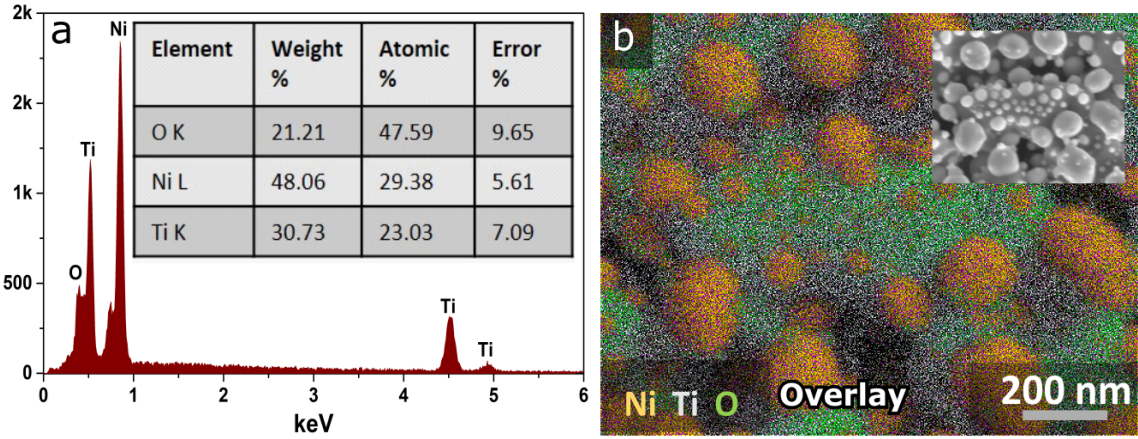 a
2k
2k
1k
500
0
0 1 2 3 4 5 6
keV
O
Ti
Ni
Ti
Ti
Element Weight % Atomic % Error %
O K 21.21 47.59 9.65
Ni L 48.06 29.38 5.61
Ti K 30.73 23.03 7.09
b
Ni Ti O
Overlay
200 nm